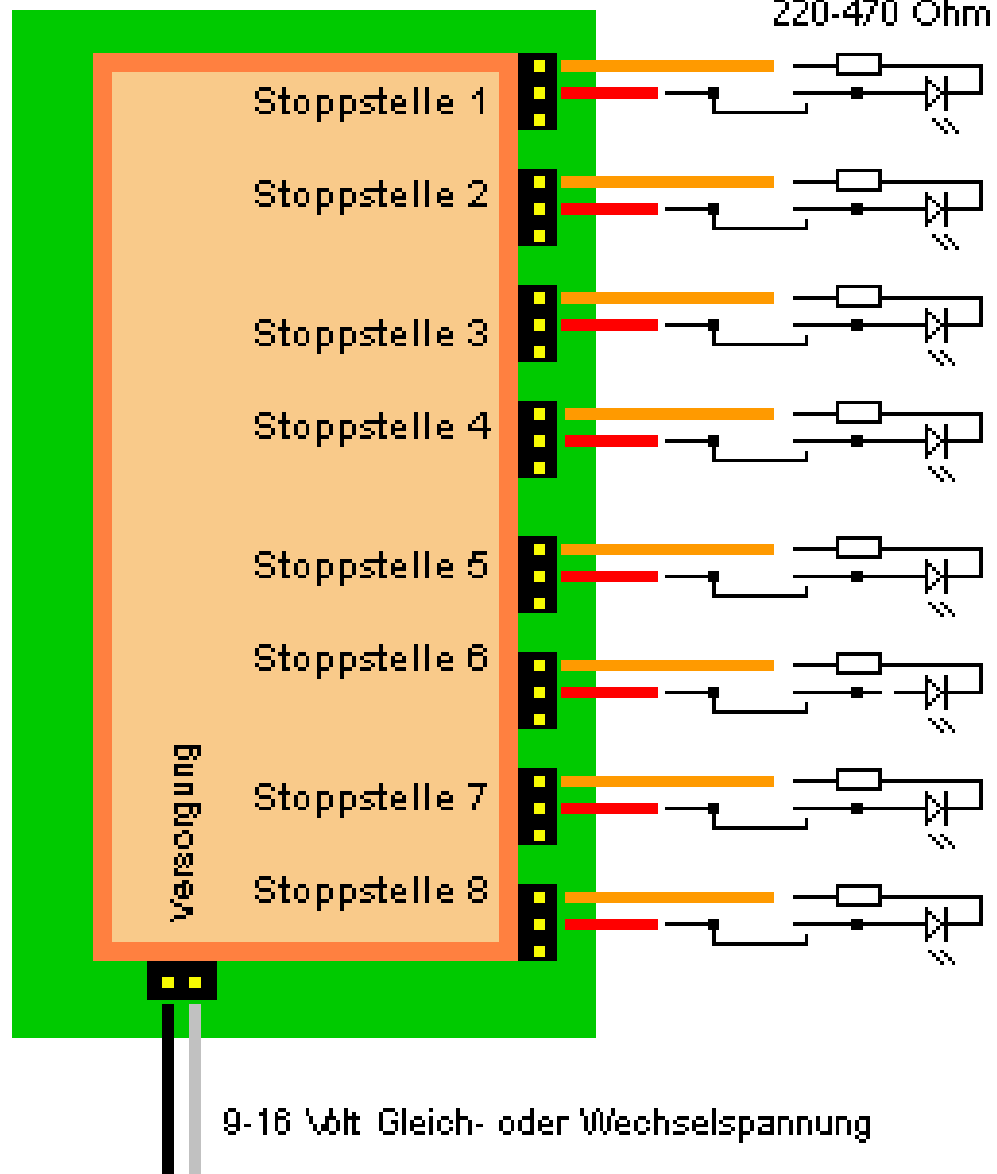 220-470 Ohm
Stoppstelle 1
Stoppstelle 2
Stoppstelle 3
Stoppstelle 4
Stoppstelle 5
Stoppstelle 6
Stoppstelle 7
Stoppstelle 8
Versorgung
9-16 Volt Gleich- oder Wechselspannung